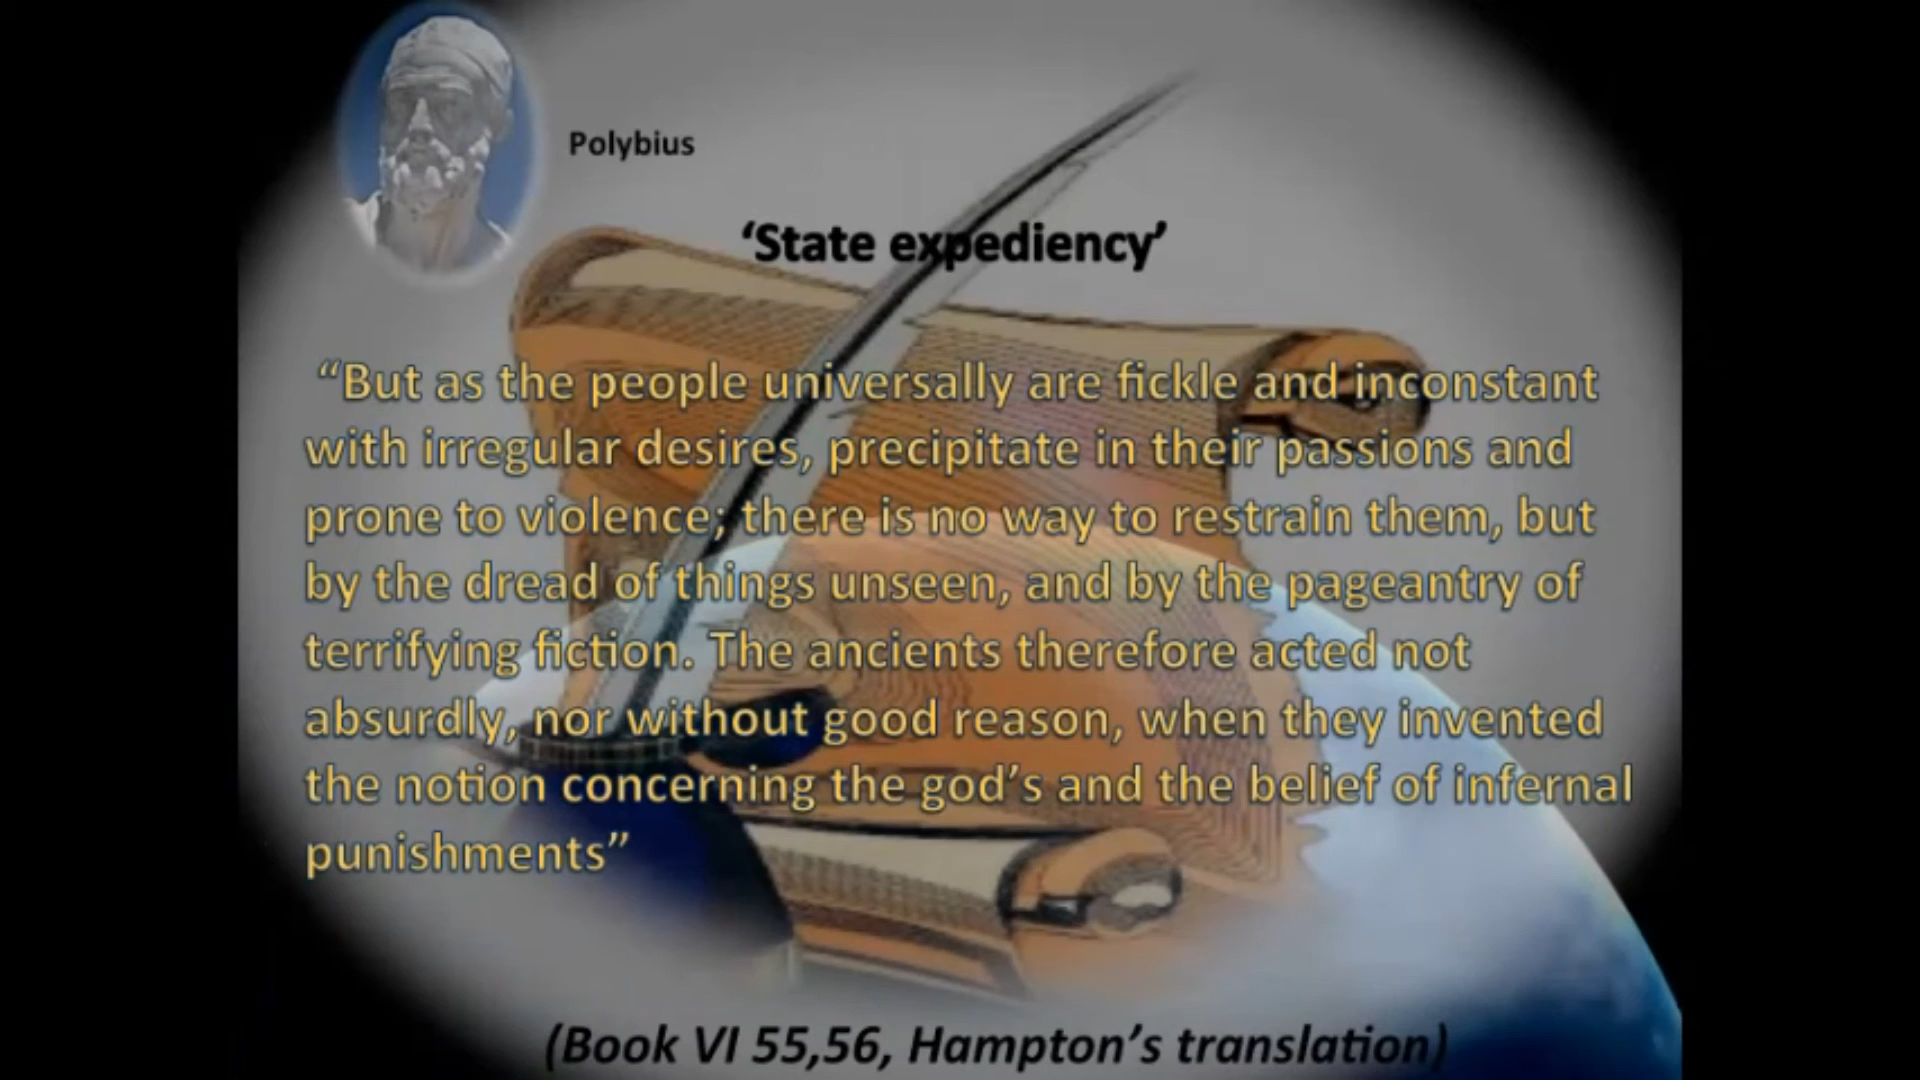 Polybius
‘State expediency’
“But as the people universally are fickle and inconstant
with irregular desires, precipitate in their passions and
prone to violence; there is no way to restrain them, but
by the dread of things unseen, and by the pageantry of
terrifying fiction. The ancients therefore acted not
absurdly, nor without good reason, when they invented
the notion concerning the god’s and the belief of infernal
punishments”
(Book VI 55,56, Hampton’s translation)